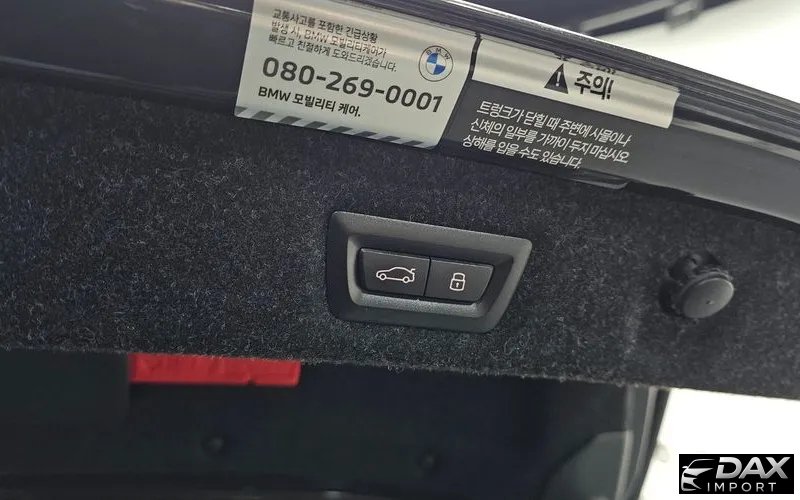 교통사고를 포함한 긴급상황
발생 시, BMW 모빌리티케어가
빠르고 친절하게 도와드리겠습니다.
080-269-0001
BMW 모빌리티 케어.
BMW
주의!
트렁크가 닫힐 때 주변에 사물이나
신체의 일부를 가까이 두지 마십시오.
상해를 입을 수도 있습니다.
DAX
IMPORT